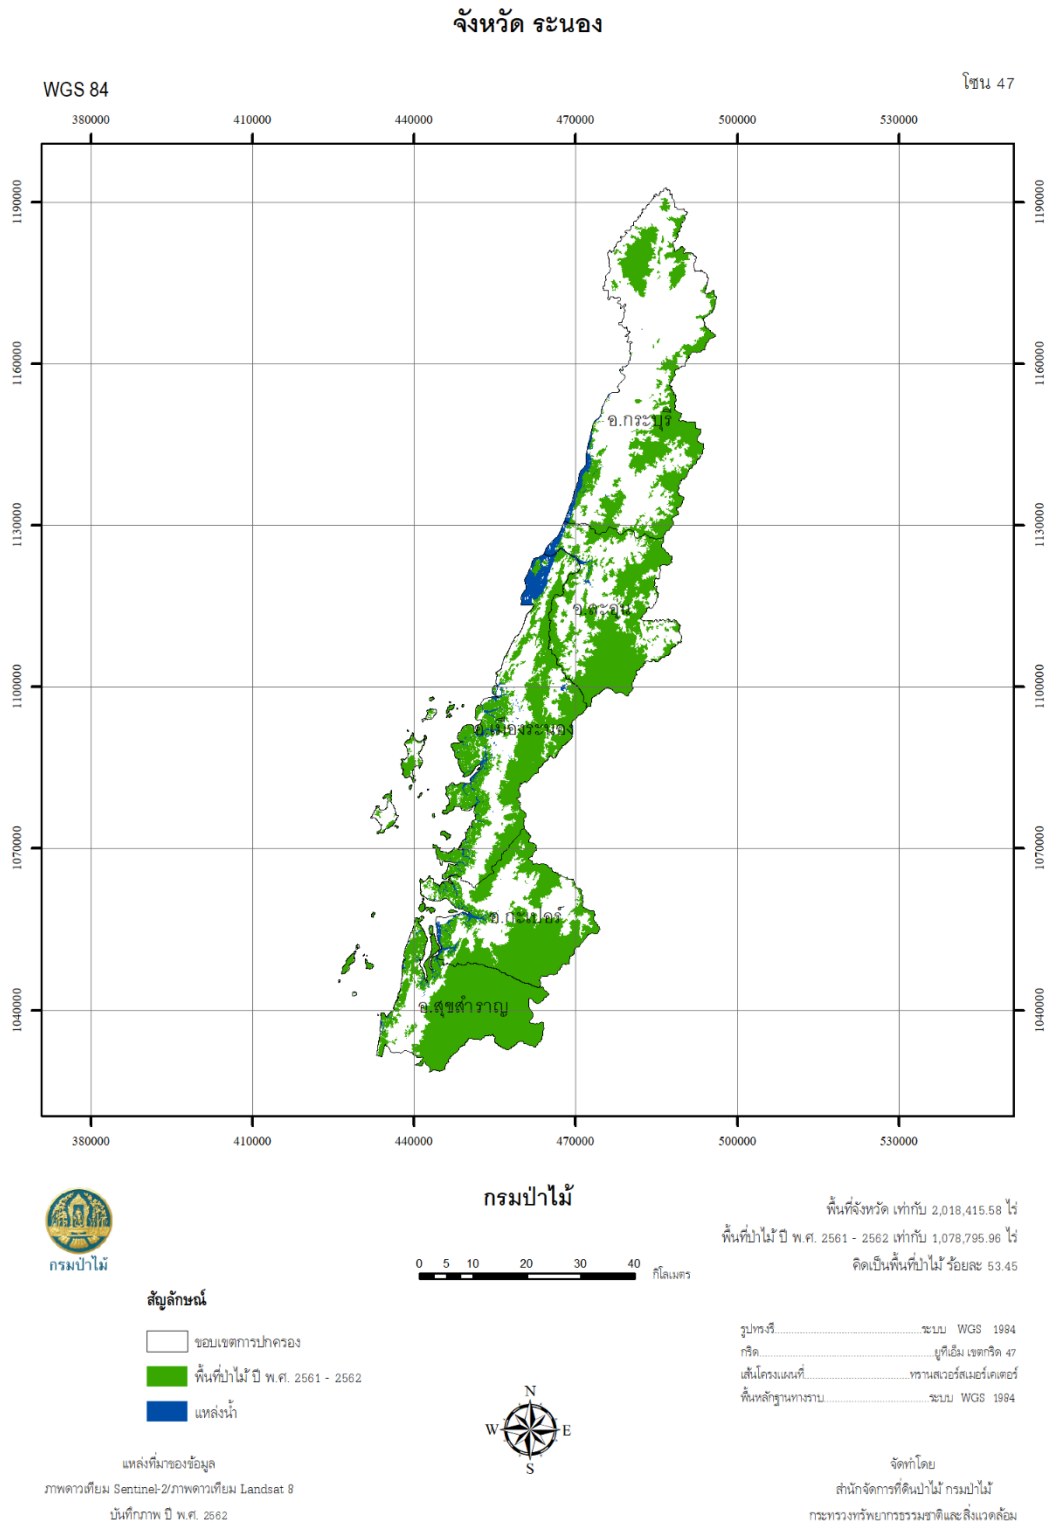 จังหวัด ระนอง
WGS 84
โซน 47
380000 410000 440000 470000 500000 530000
1190000 1190000
1160000 1160000
อ.กระบุรี
1130000 1130000
อ.ละอุ่น
1100000 1100000
อ.เมืองระนอง
1070000 1070000
อ.กะเปอร์
1040000 1040000
อ.สุขสำราญ
380000 410000 440000 470000 500000 530000
กรมป่าไม้
กรมป่าไม้
พื้นที่จังหวัด เท่ากับ 2,018,415.58 ไร่
พื้นที่ป่าไม้ ปี พ.ศ. 2561 - 2562 เท่ากับ 1,078,795.96 ไร่
คิดเป็นพื้นที่ป่าไม้ ร้อยละ 53.45
0 5 10 20 30 40 กิโลเมตร
สัญลักษณ์
ขอบเขตการปกครอง
พื้นที่ป่าไม้ ปี พ.ศ. 2561 - 2562
แหล่งน้ำ
N
W E
S
รูปทรงรี ระบบ WGS 1984
กริด ยูทีเอ็ม เขตกริด 47
เส้นโครงแผนที่ ทรานสเวอร์สเมอร์เคเตอร์
พื้นหลักฐานทางราบ ระบบ WGS 1984
แหล่งที่มาของข้อมูล
ภาพดาวเทียม Sentinel-2/ภาพดาวเทียม Landsat 8
บันทึกภาพ ปี พ.ศ. 2562
จัดทำโดย
สำนักจัดการที่ดินป่าไม้ กรมป่าไม้
กระทรวงทรัพยากรธรรมชาติและสิ่งแวดล้อม